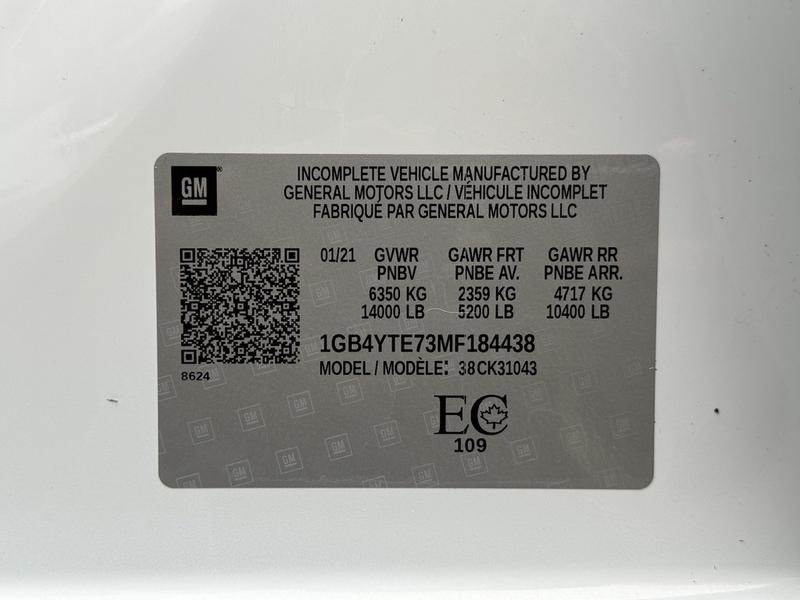 GM
INCOMPLETE VEHICLE MANUFACTURED BY
GENERAL MOTORS LLC / VÉHICULE INCOMPLET
FABRIQUÉ PAR GENERAL MOTORS LLC
01/21 GVWR GAWR FRT GAWR RR
PNBV PNBE AV. PNBE ARR.
6350 KG 2359 KG 4717 KG
14000 LB 5200 LB 10400 LB
1GB4YTE73MF184438
8624
MODEL / MODÈLE: 38CK31043
EC
109